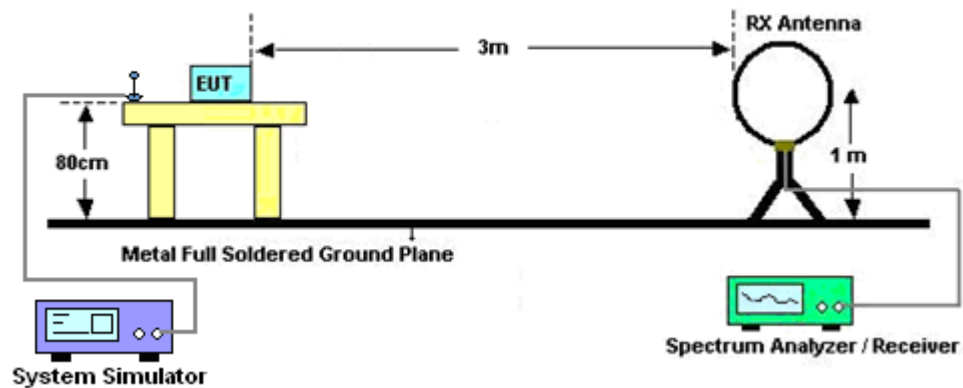 RX Antenna
3m
EUT
80cm
1 m
Metal Full Soldered Ground Plane
System Simulator
Spectrum Analyzer / Receiver